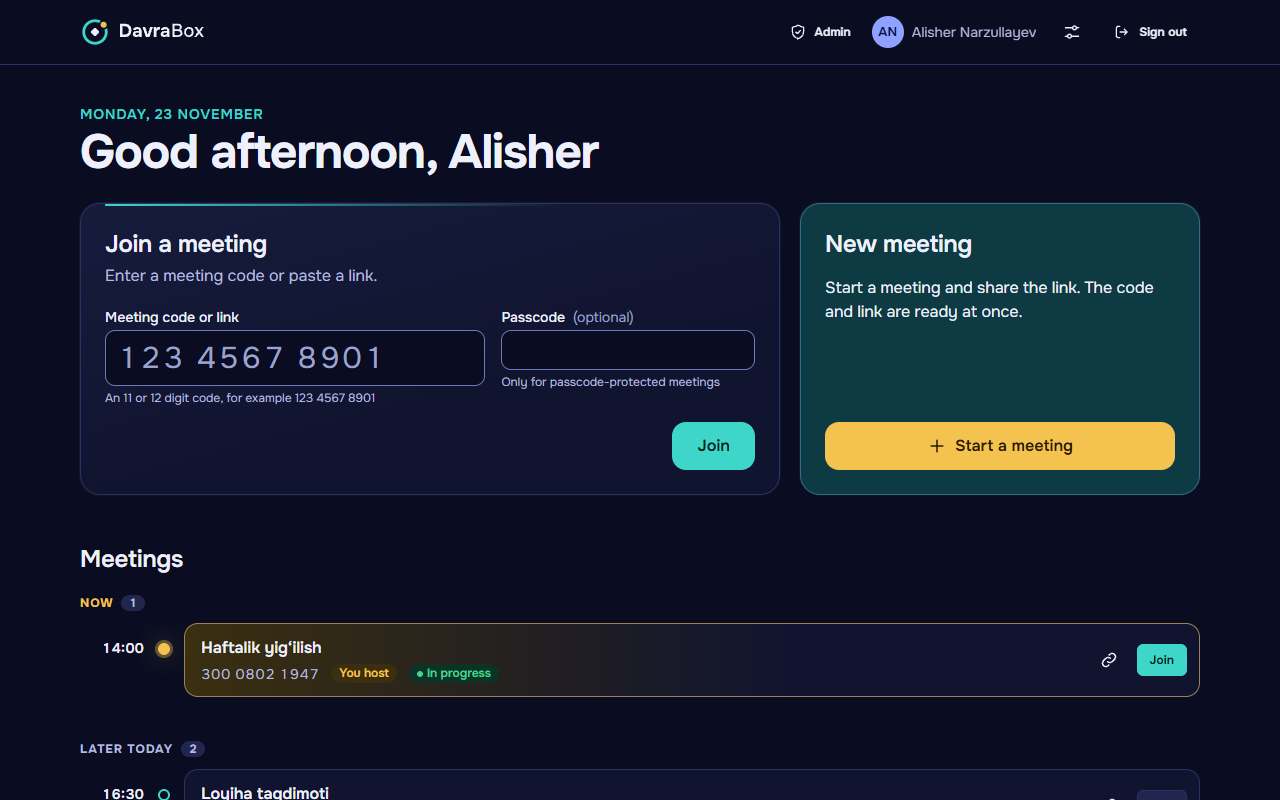 DavraBox
Admin
AN
Alisher Narzullayev
Sign out
MONDAY, 23 NOVEMBER
Good afternoon, Alisher
Join a meeting
Enter a meeting code or paste a link.
Meeting code or link
123 4567 8901
An 11 or 12 digit code, for example 123 4567 8901
Passcode (optional)
Only for passcode-protected meetings
Join
New meeting
Start a meeting and share the link. The code
and link are ready at once.
Start a meeting
Meetings
NOW 1
14:00
Haftalik yig‘ilish
300 0802 1947 You host In progress
Join
LATER TODAY 2
16:30
Loyiha taqdimoti